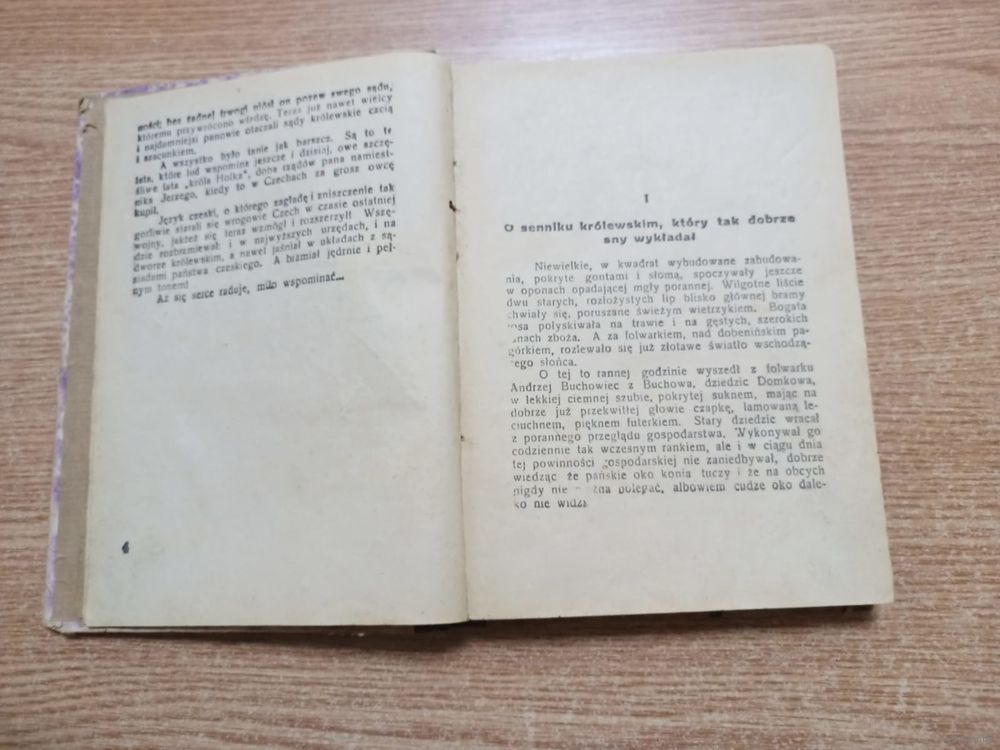 ności; bez żadnej trwogi niósł on pozew swego sądu,
któremu przywrócono władzę. Teraz już nawet wielcy
i najdumniejsi panowie otaczali sądy królewskie czcią
i szacunkiem.
A wszystko było tanie jak barszcz. Są to te
lata, które lud wspomina jeszcze i dzisiaj, owe szczę-
śliwe lata „króla Holka”, doba rządów pana namiest-
nika Jerzego, kiedy to w Czechach za grosz owcę
kupił.
Język czeski, o którego zagładę i zniszczenie tak
gorliwie starali się wrogowie Czech w czasie ostatniej
wojny, jakżeż się teraz wzmógł i rozszerzył! Wszę-
dzie rozbrzmiewał: i w najwyższych urzędach, i na
dworze królewskim, a nawet jaśniał w układach z są-
siadami państwa czeskiego. A brzmiał jędrnie i peł-
nym tonem!
Aż się serce raduje, miło wspominać...
I
O senniku królewskim, który tak dobrze
sny wykładał
Niewielkie, w kwadrat wybudowane zabudowa-
nia, pokryte gontami i słomą, spoczywały jeszcze
w oponach opadającej mgły porannej. Wilgotne liście
dwu starych, rozłożystych lip blisko głównej bramy
chwiały się, poruszane świeżym wietrzykiem. Bogata
rosa połyskiwała na trawie i na gęstych, szerokich
łanach zboża. A za folwarkiem, nad dobenińskim pa-
górkiem, rozlewało się już złotawe światło wschodzą-
cego słońca.
O tej to rannej godzinie wyszedł z folwarku
Andrzej Buchowiec z Buchowa, dziedzic Domkowa,
w lekkiej ciemnej szubie, pokrytej suknem, mając na
dobrze już przekwitłej głowie czapkę, lamowaną le-
ciuchnem, pięknem futerkiem. Stary dziedzic wracał
z porannego przeglądu gospodarstwa. Wykonywał go
codziennie tak wczesnym rankiem, ale i w ciągu dnia
tej powinności gospodarskiej nie zaniedbywał, dobrze
wiedząc że pańskie oko konia tuczy i że na obcych
nigdy nie można polegać, albowiem cudze oko dale-
ko nie widzi